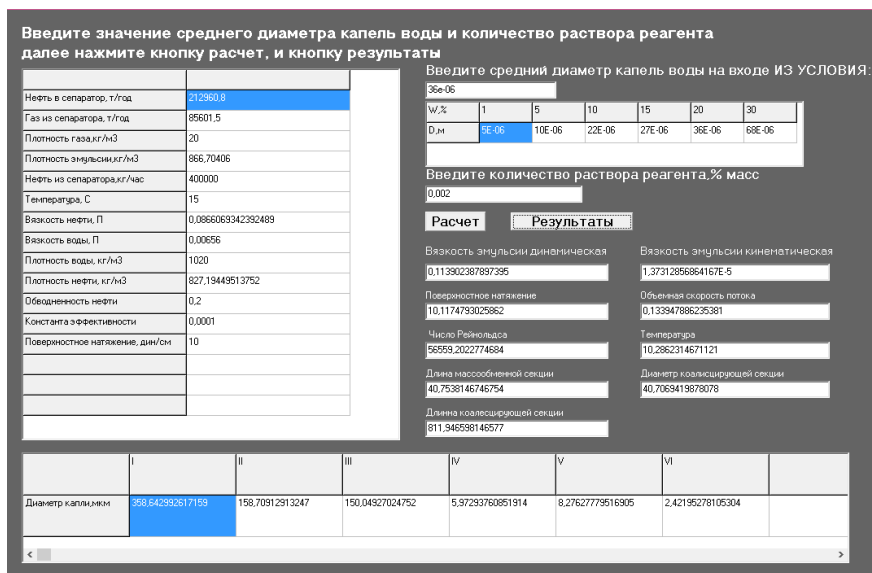 Введите значение среднего диаметра капель воды и количество раствора реагента
далее нажмите кнопку расчет, и кнопку результаты
Нефть в сепаратор, т/год 212960,8
Газ из сепаратора, т/год 85601,5
Плотность газа,кг/м3 20
Плотность эмульсии,кг/м3 866,70406
Нефть из сепаратора,кг/час 400000
Температура, С 15
Вязкость нефти, П 0,0866069342392489
Вязкость воды, П 0,00656
Плотность воды, кг/м3 1020
Плотность нефти, кг/м3 827,19449513752
Обводненность нефти 0,2
Константа эффективности 0,0001
Поверхностное натяжение, дин/см 10
Введите средний диаметр капель воды на входе ИЗ УСЛОВИЯ:
36e-06
W,% 1 5 10 15 20 30
D,м 5E-06 10E-06 22E-06 27E-06 36E-06 68E-06
Введите количество раствора реагента,% масс
0,002
Расчет Результаты
Вязкость эмульсии динамическая Вязкость эмульсии кинематическая
0,113902387897395 1,37312856864167E-5
Поверхностное натяжение Объемная скорость потока
10,1174793025862 0,133947886235381
Число Рейнольдса Температура
56559,2022774684 10,2862314671121
Длина массообменной секции Диаметр коалисцирующей секции
40,7538146746754 40,7069419878078
Длинна коалесцирующей секции
811,946598146577
I II III IV V VI
Диаметр капли,мкм 358,642992617159 158,70912913247 150,04927024752 5,97293760851914 8,27627779516905 2,42195278105304